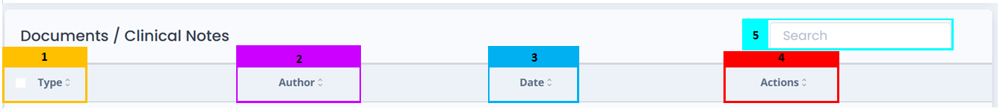 Documents / Clinical Notes
5 Search
1 2 3 4
Type Author Date Actions